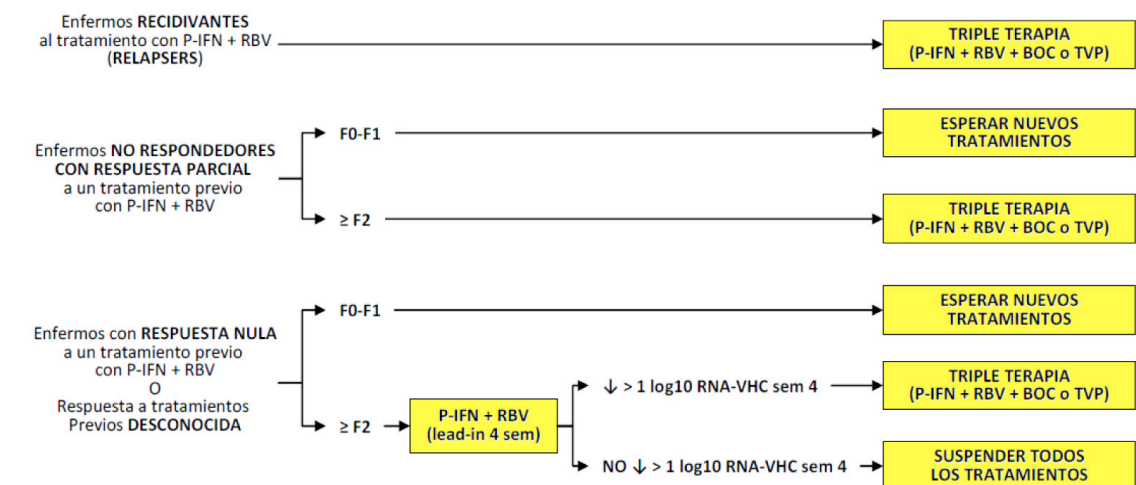 Enfermos RECIDIVANTES
al tratamiento con P-IFN + RBV
(RELAPSERS)
TRIPLE TERAPIA
(P-IFN + RBV + BOC o TVP)
Enfermos NO RESPONDEDORES
CON RESPUESTA PARCIAL
a un tratamiento previo
con P-IFN + RBV
F0-F1
ESPERAR NUEVOS
TRATAMIENTOS
≥ F2
TRIPLE TERAPIA
(P-IFN + RBV + BOC o TVP)
Enfermos con RESPUESTA NULA
a un tratamiento previo
con P-IFN + RBV
O
Respuesta a tratamientos
Previos DESCONOCIDA
F0-F1
ESPERAR NUEVOS
TRATAMIENTOS
≥ F2
P-IFN + RBV
(lead-in 4 sem)
↓ > 1 log10 RNA-VHC sem 4
TRIPLE TERAPIA
(P-IFN + RBV + BOC o TVP)
NO ↓ > 1 log10 RNA-VHC sem 4
SUSPENDER TODOS
LOS TRATAMIENTOS